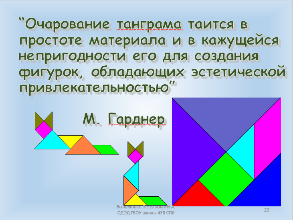 “Очарование танграма таится в
простоте материала и в кажущейся
непригодности его для создания
фигурок, обладающих эстетической
привлекательностью”
М. Гарднер